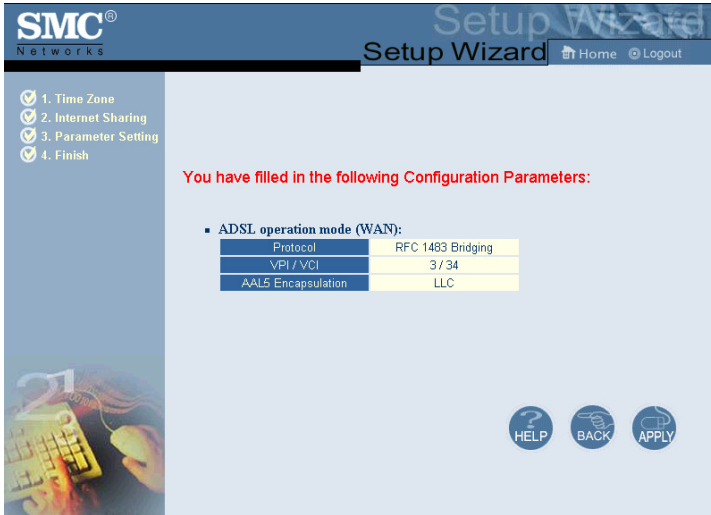 SMC®
Networks
Setup Wizard
Setup Wizard
Home
Logout
1. Time Zone
2. Internet Sharing
3. Parameter Setting
4. Finish
You have filled in the following Configuration Parameters:
ADSL operation mode (WAN):
Protocol RFC 1483 Bridging
VPI / VCI 3 / 34
AAL5 Encapsulation LLC
HELP
BACK
APPLY